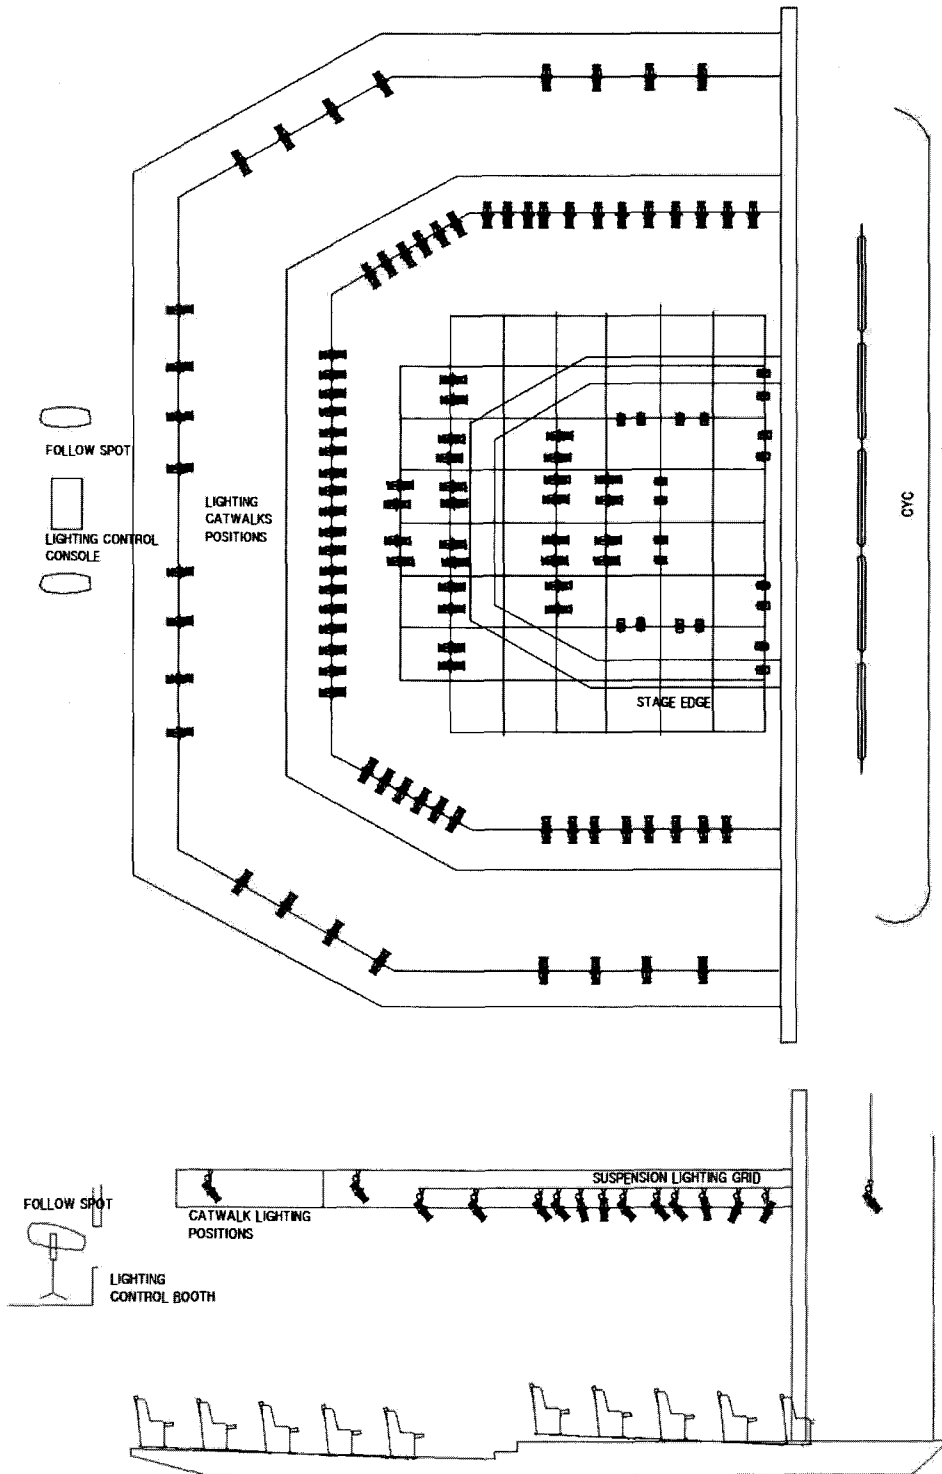 FOLLOW SPOT
LIGHTING CONTROL
CONSOLE
LIGHTING
CATWALKS
POSITIONS
CYC
STAGE EDGE
SUSPENSION LIGHTING GRID
FOLLOW SPOT
CATWALK LIGHTING
POSITIONS
LIGHTING
CONTROL BOOTH